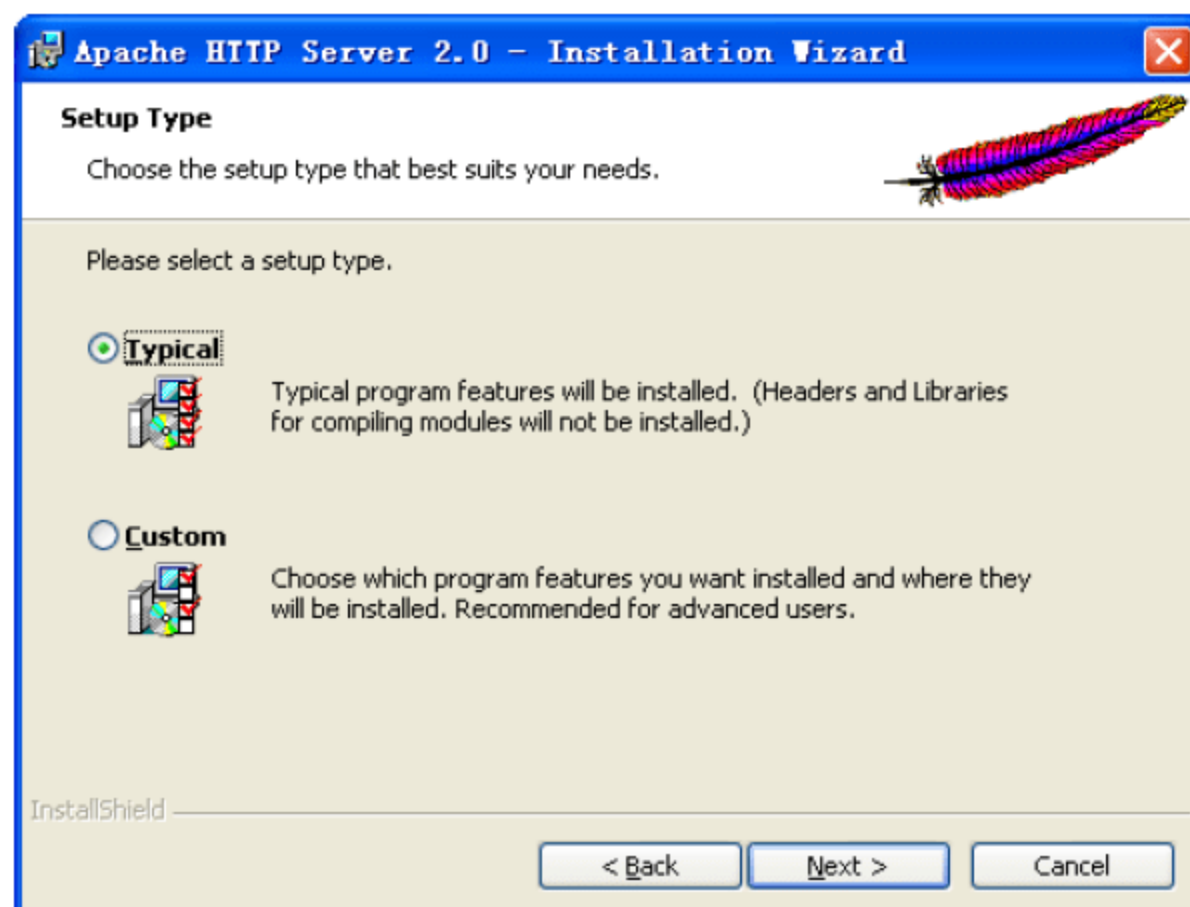 Apache HTTP Server 2.0 - Installation Wizard
Setup Type
Choose the setup type that best suits your needs.
Please select a setup type.
Typical
Typical program features will be installed. (Headers and Libraries
for compiling modules will not be installed.)
Custom
Choose which program features you want installed and where they
will be installed. Recommended for advanced users.
InstallShield
< Back Next > Cancel